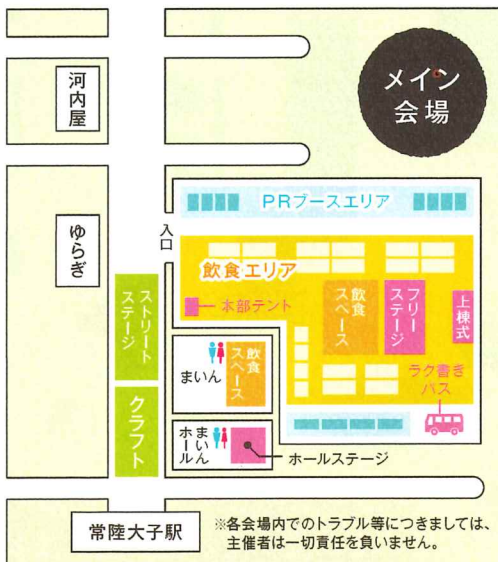 河内屋
メイン
会場
PRブースエリア
入口
ゆらぎ
飲食エリア
本部テント
飲食
スペース
フリー
ステージ
上棟式
ストリート
ステージ
まいん
飲食
スペース
ラク書き
バス
クラフト
まいん
ホール
ホールステージ
常陸大子駅
※各会場内でのトラブル等につきましては、
主催者は一切責任を負いません。